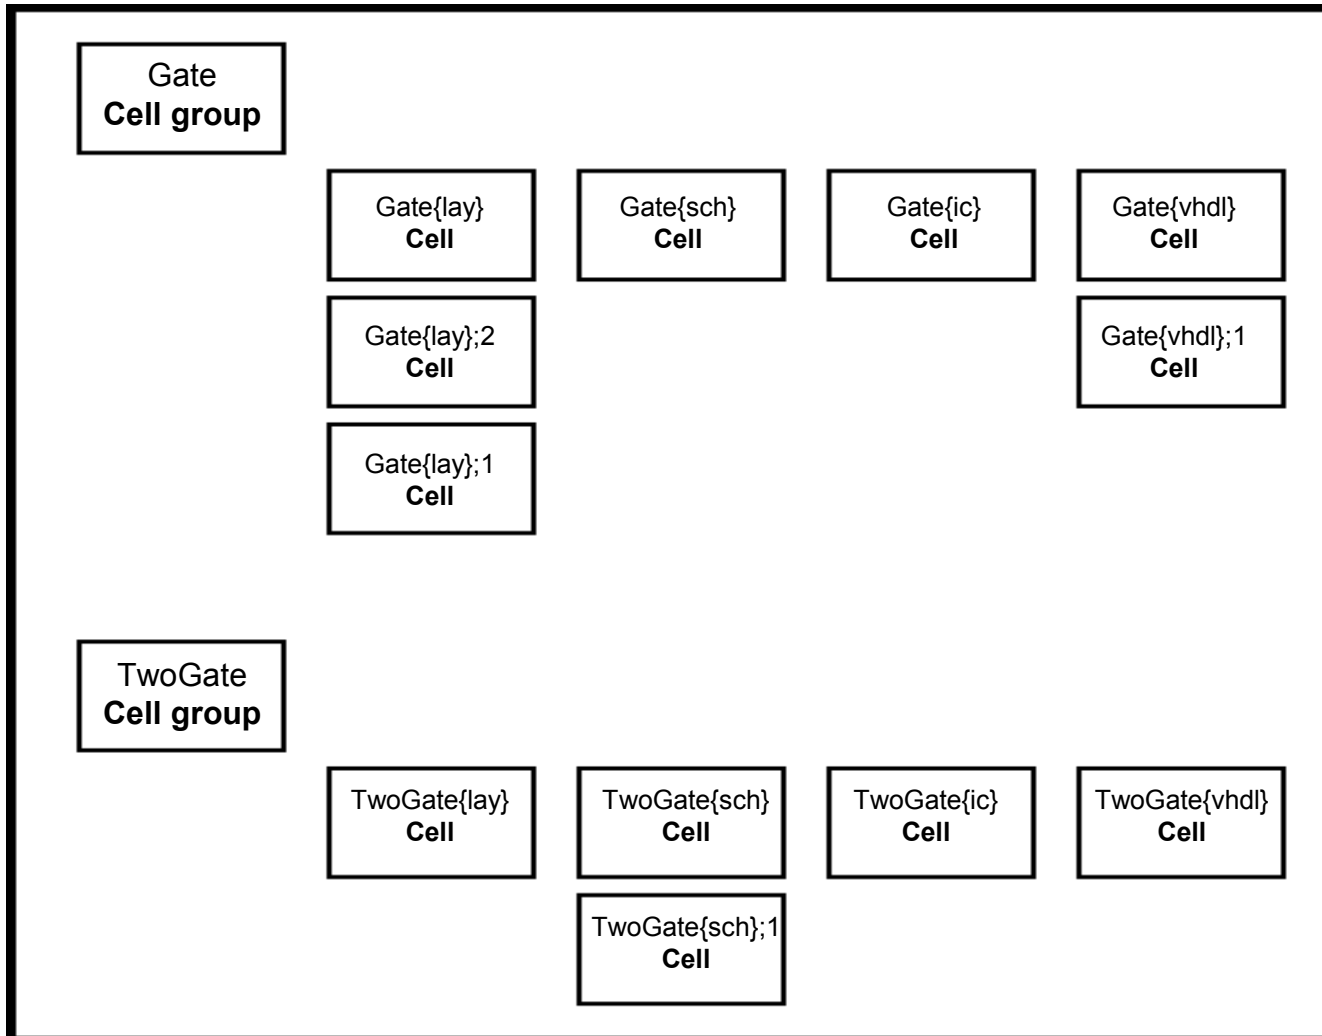 Gate
Cell group
Gate{lay}
Cell
Gate{sch}
Cell
Gate{ic}
Cell
Gate{vhdl}
Cell
Gate{lay};2
Cell
Gate{vhdl};1
Cell
Gate{lay};1
Cell
TwoGate
Cell group
TwoGate{lay}
Cell
TwoGate{sch}
Cell
TwoGate{ic}
Cell
TwoGate{vhdl}
Cell
TwoGate{sch};1
Cell